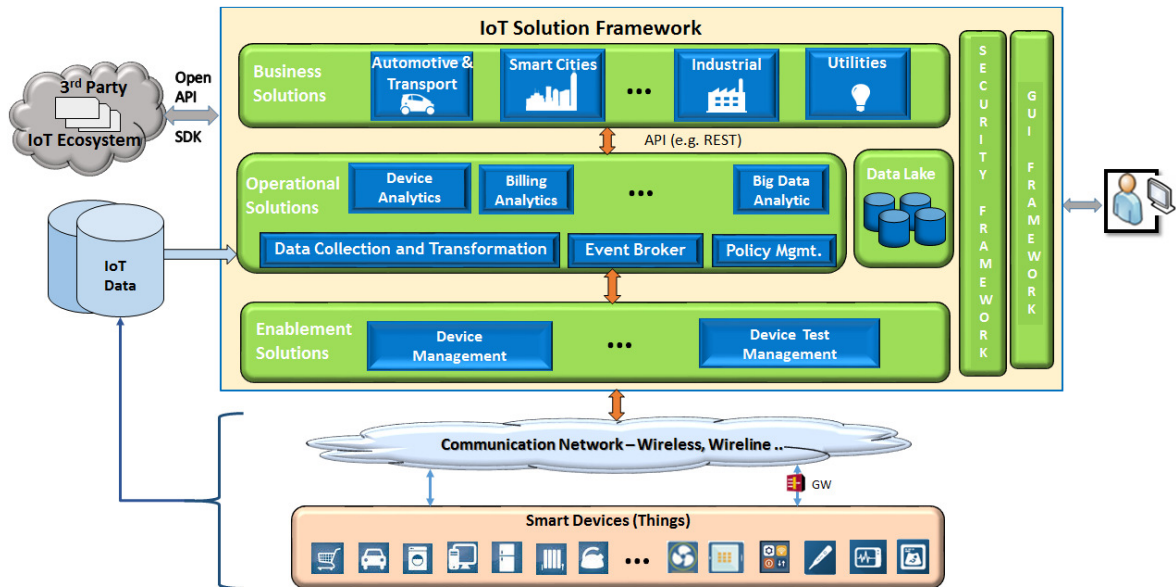 IoT Solution Framework
Business
Solutions
Automotive &
Transport
Smart Cities
...
Industrial
Utilities
3rd Party
IoT Ecosystem
Open
API
SDK
API (e.g. REST)
Operational
Solutions
Device
Analytics
Billing
Analytics
...
Big Data
Analytic
Data Collection and Transformation
Event Broker
Policy Mgmt.
Data Lake
SECURITY FRAMEWORK
GUI FRAMEWORK
IoT
Data
Enablement
Solutions
Device
Management
...
Device Test
Management
Communication Network – Wireless, Wireline ..
GW
Smart Devices (Things)
...